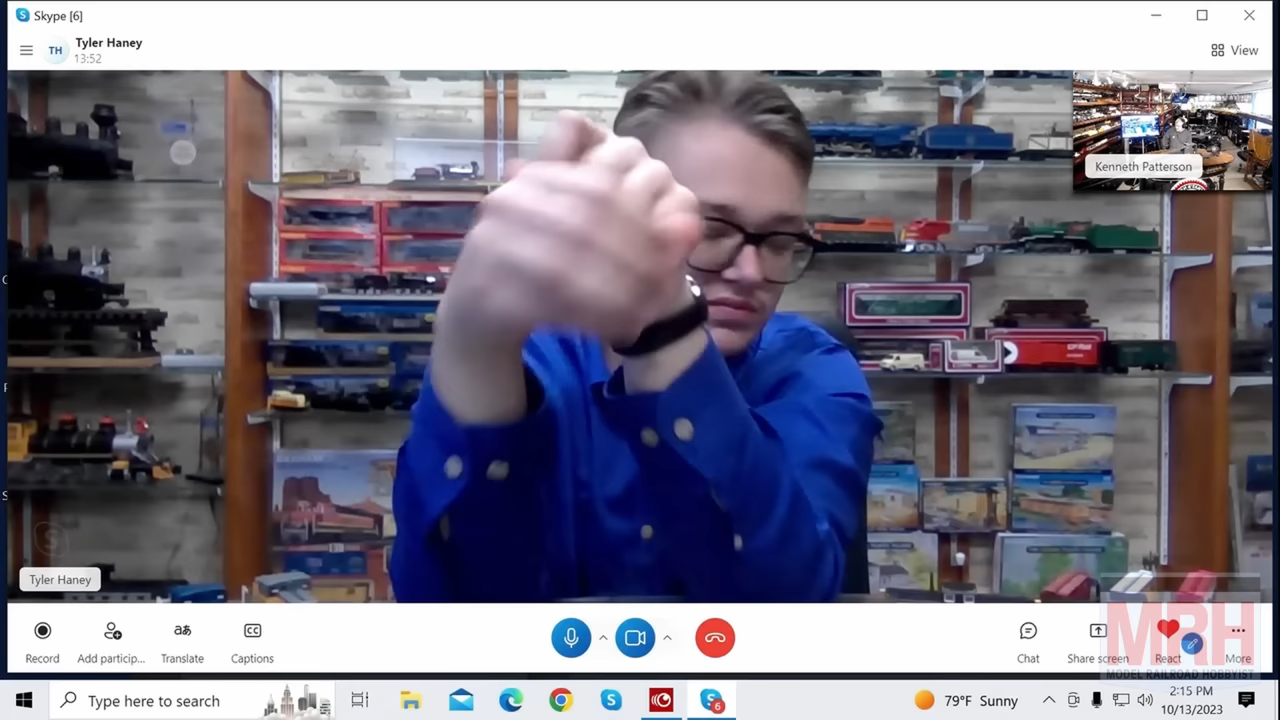 Skype [6]
TH
Tyler Haney
13:52
View
Kenneth Patterson
Tyler Haney
Record
Add particip...
Translate
Captions
Chat
Share screen
React
More
MRH
MODEL RAILROAD HOBBYIST
Type here to search
6
79°F Sunny
2:15 PM
10/13/2023